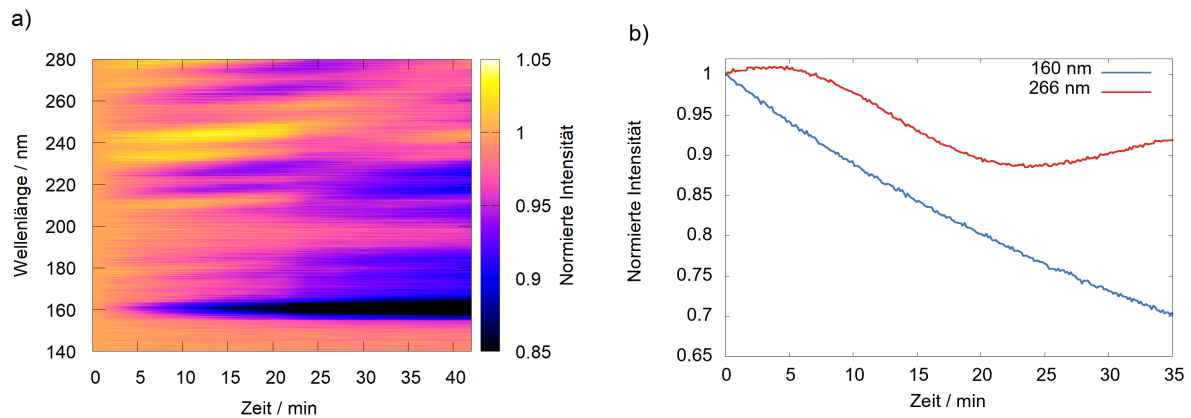 a)
280
260
240
220
200
180
160
140
Wellenlänge / nm
0 5 10 15 20 25 30 35 40
Zeit / min
1.05
1
0.95
0.9
0.85
Normierte Intensität
b)
160 nm
266 nm
1
0.95
0.9
0.85
0.8
0.75
0.7
0.65
Normierte Intensität
0 5 10 15 20 25 30 35
Zeit / min